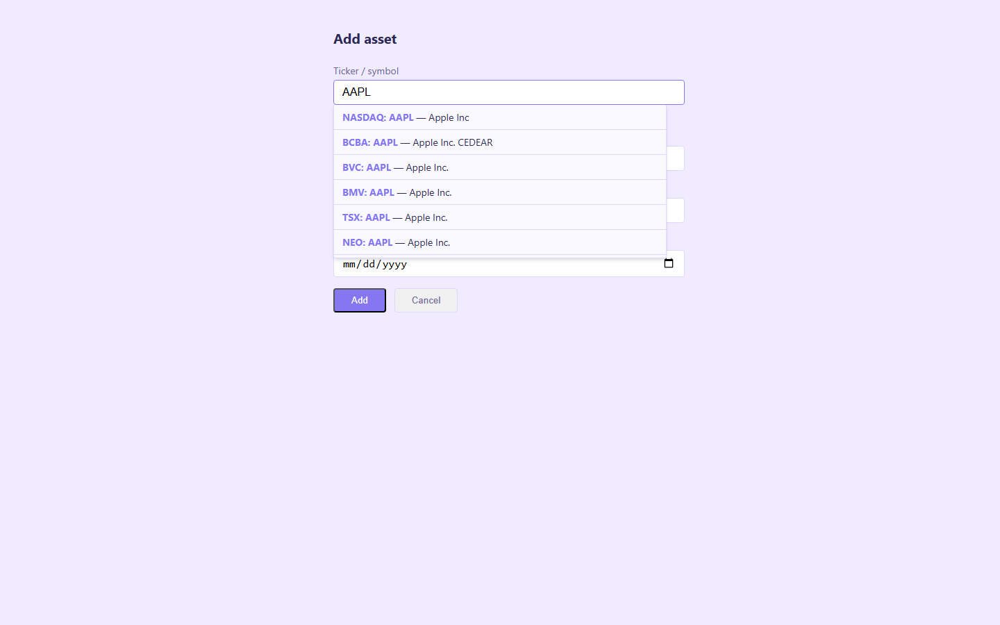 Add asset
Ticker / symbol
AAPL
NASDAQ: AAPL — Apple Inc
BCBA: AAPL — Apple Inc. CEDEAR
BVC: AAPL — Apple Inc.
BMV: AAPL — Apple Inc.
TSX: AAPL — Apple Inc.
NEO: AAPL — Apple Inc.
mm/dd/yyyy
Add Cancel